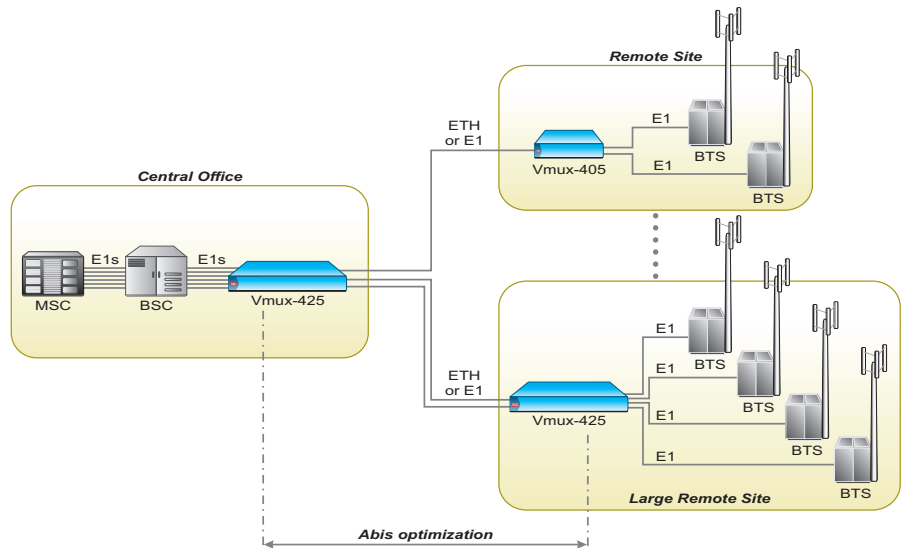 Remote Site
ETH
or E1
E1
BTS
Vmux-405
E1
BTS
Central Office
E1s
E1s
MSC
BSC
Vmux-425
ETH
or E1
E1
BTS
E1
BTS
Vmux-425
E1
BTS
E1
BTS
Large Remote Site
Abis optimization